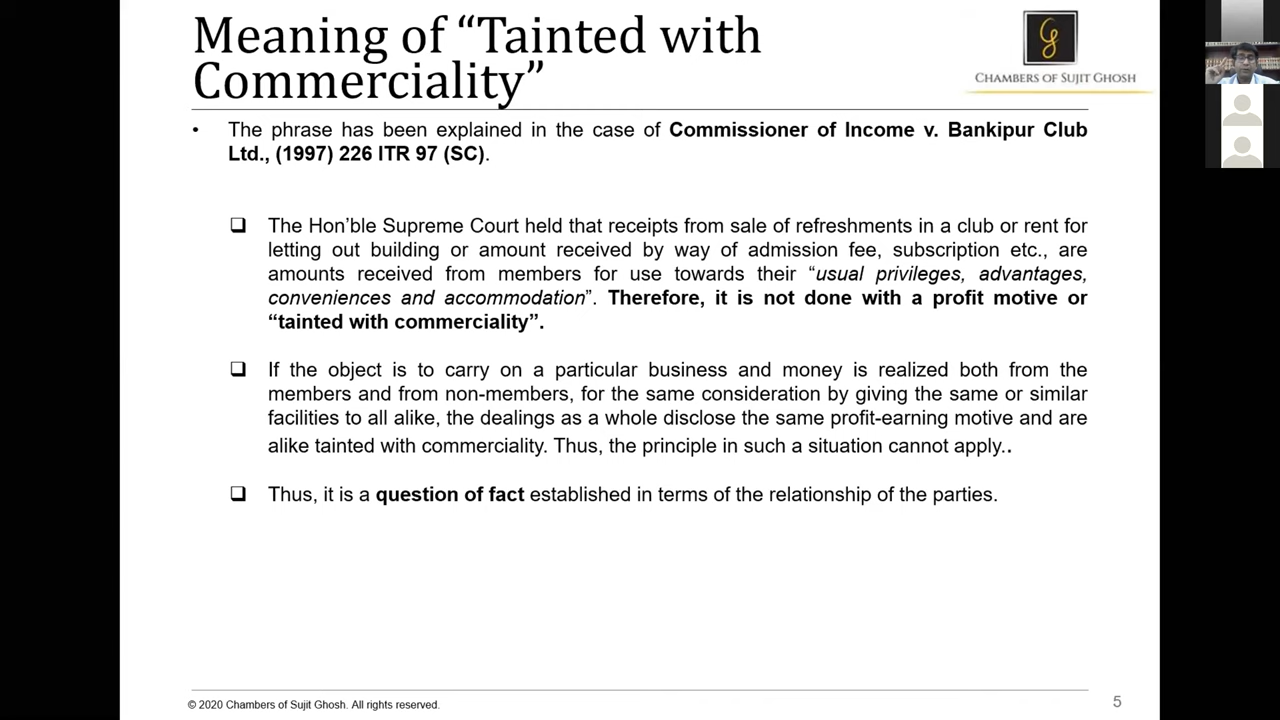 Meaning of “Tainted with
Commerciality”
G
CHAMBERS OF SUJIT GHOSH
• The phrase has been explained in the case of Commissioner of Income v. Bankipur Club
Ltd., (1997) 226 ITR 97 (SC).
❑ The Hon’ble Supreme Court held that receipts from sale of refreshments in a club or rent for
letting out building or amount received by way of admission fee, subscription etc., are
amounts received from members for use towards their “usual privileges, advantages,
conveniences and accommodation”. Therefore, it is not done with a profit motive or
“tainted with commerciality”.
❑ If the object is to carry on a particular business and money is realized both from the
members and from non-members, for the same consideration by giving the same or similar
facilities to all alike, the dealings as a whole disclose the same profit-earning motive and are
alike tainted with commerciality. Thus, the principle in such a situation cannot apply..
❑ Thus, it is a question of fact established in terms of the relationship of the parties.
© 2020 Chambers of Sujit Ghosh. All rights reserved.
5